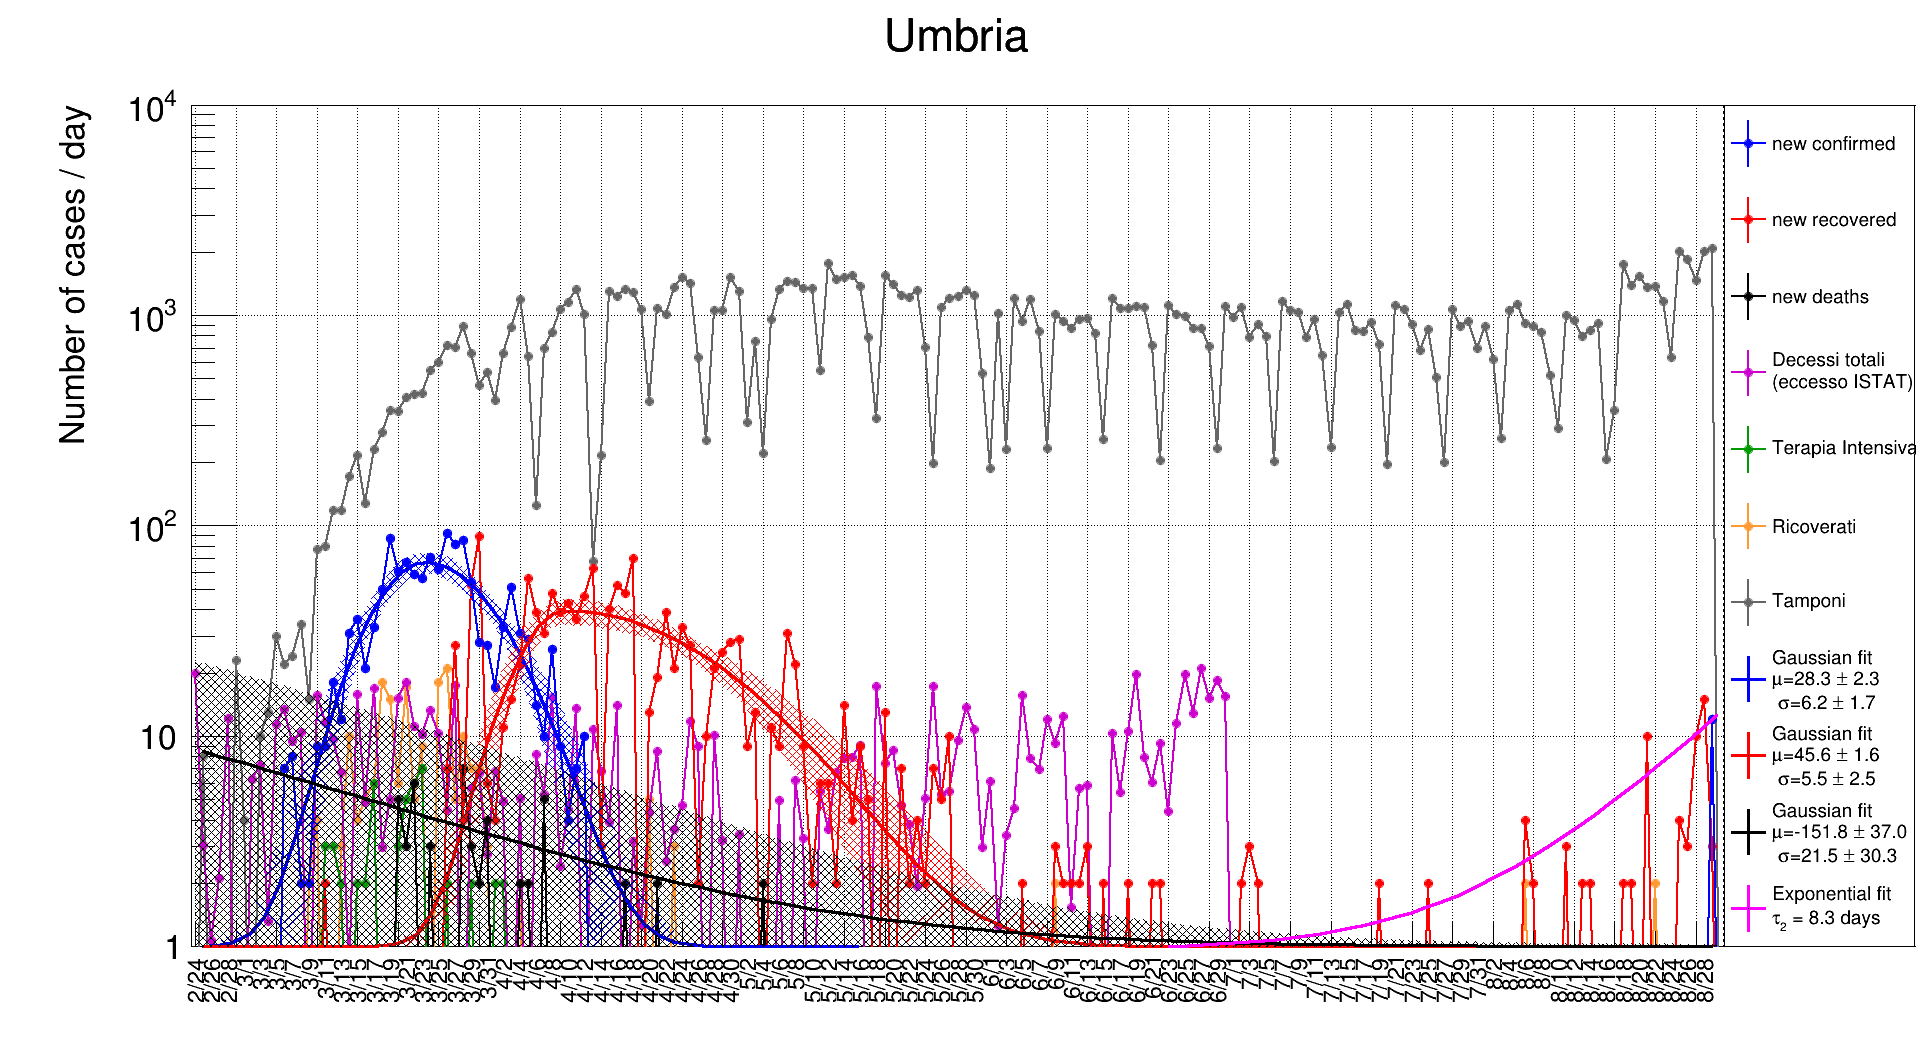 Umbria
Number of cases / day
10^4
10^3
10^2
10
1
2/24 2/26 2/28 3/1 3/3 3/5 3/7 3/9 3/11 3/13 3/15 3/17 3/19 3/21 3/23 3/25 3/27 3/29 3/31 4/2 4/4 4/6 4/8 4/10 4/12 4/14 4/16 4/18 4/20 4/22 4/24 4/26 4/28 4/30 5/2 5/4 5/6 5/8 5/10 5/12 5/14 5/16 5/18 5/20 5/22 5/24 5/26 5/28 5/30 6/1 6/3 6/5 6/7 6/9 6/11 6/13 6/15 6/17 6/19 6/21 6/23 6/25 6/27 6/29 7/1 7/3 7/5 7/7 7/9 7/11 7/13 7/15 7/17 7/19 7/21 7/23 7/25 7/27 7/29 7/31 8/2 8/4 8/6 8/8 8/10 8/12 8/14 8/16 8/18 8/20 8/22 8/24 8/26 8/28
new confirmed
new recovered
new deaths
Decessi totali
(eccesso ISTAT)
Terapia Intensiva
Ricoverati
Tamponi
Gaussian fit
μ=28.3 ± 2.3
σ=6.2 ± 1.7
Gaussian fit
μ=45.6 ± 1.6
σ=5.5 ± 2.5
Gaussian fit
μ=-151.8 ± 37.0
σ=21.5 ± 30.3
Exponential fit
τ_2 = 8.3 days